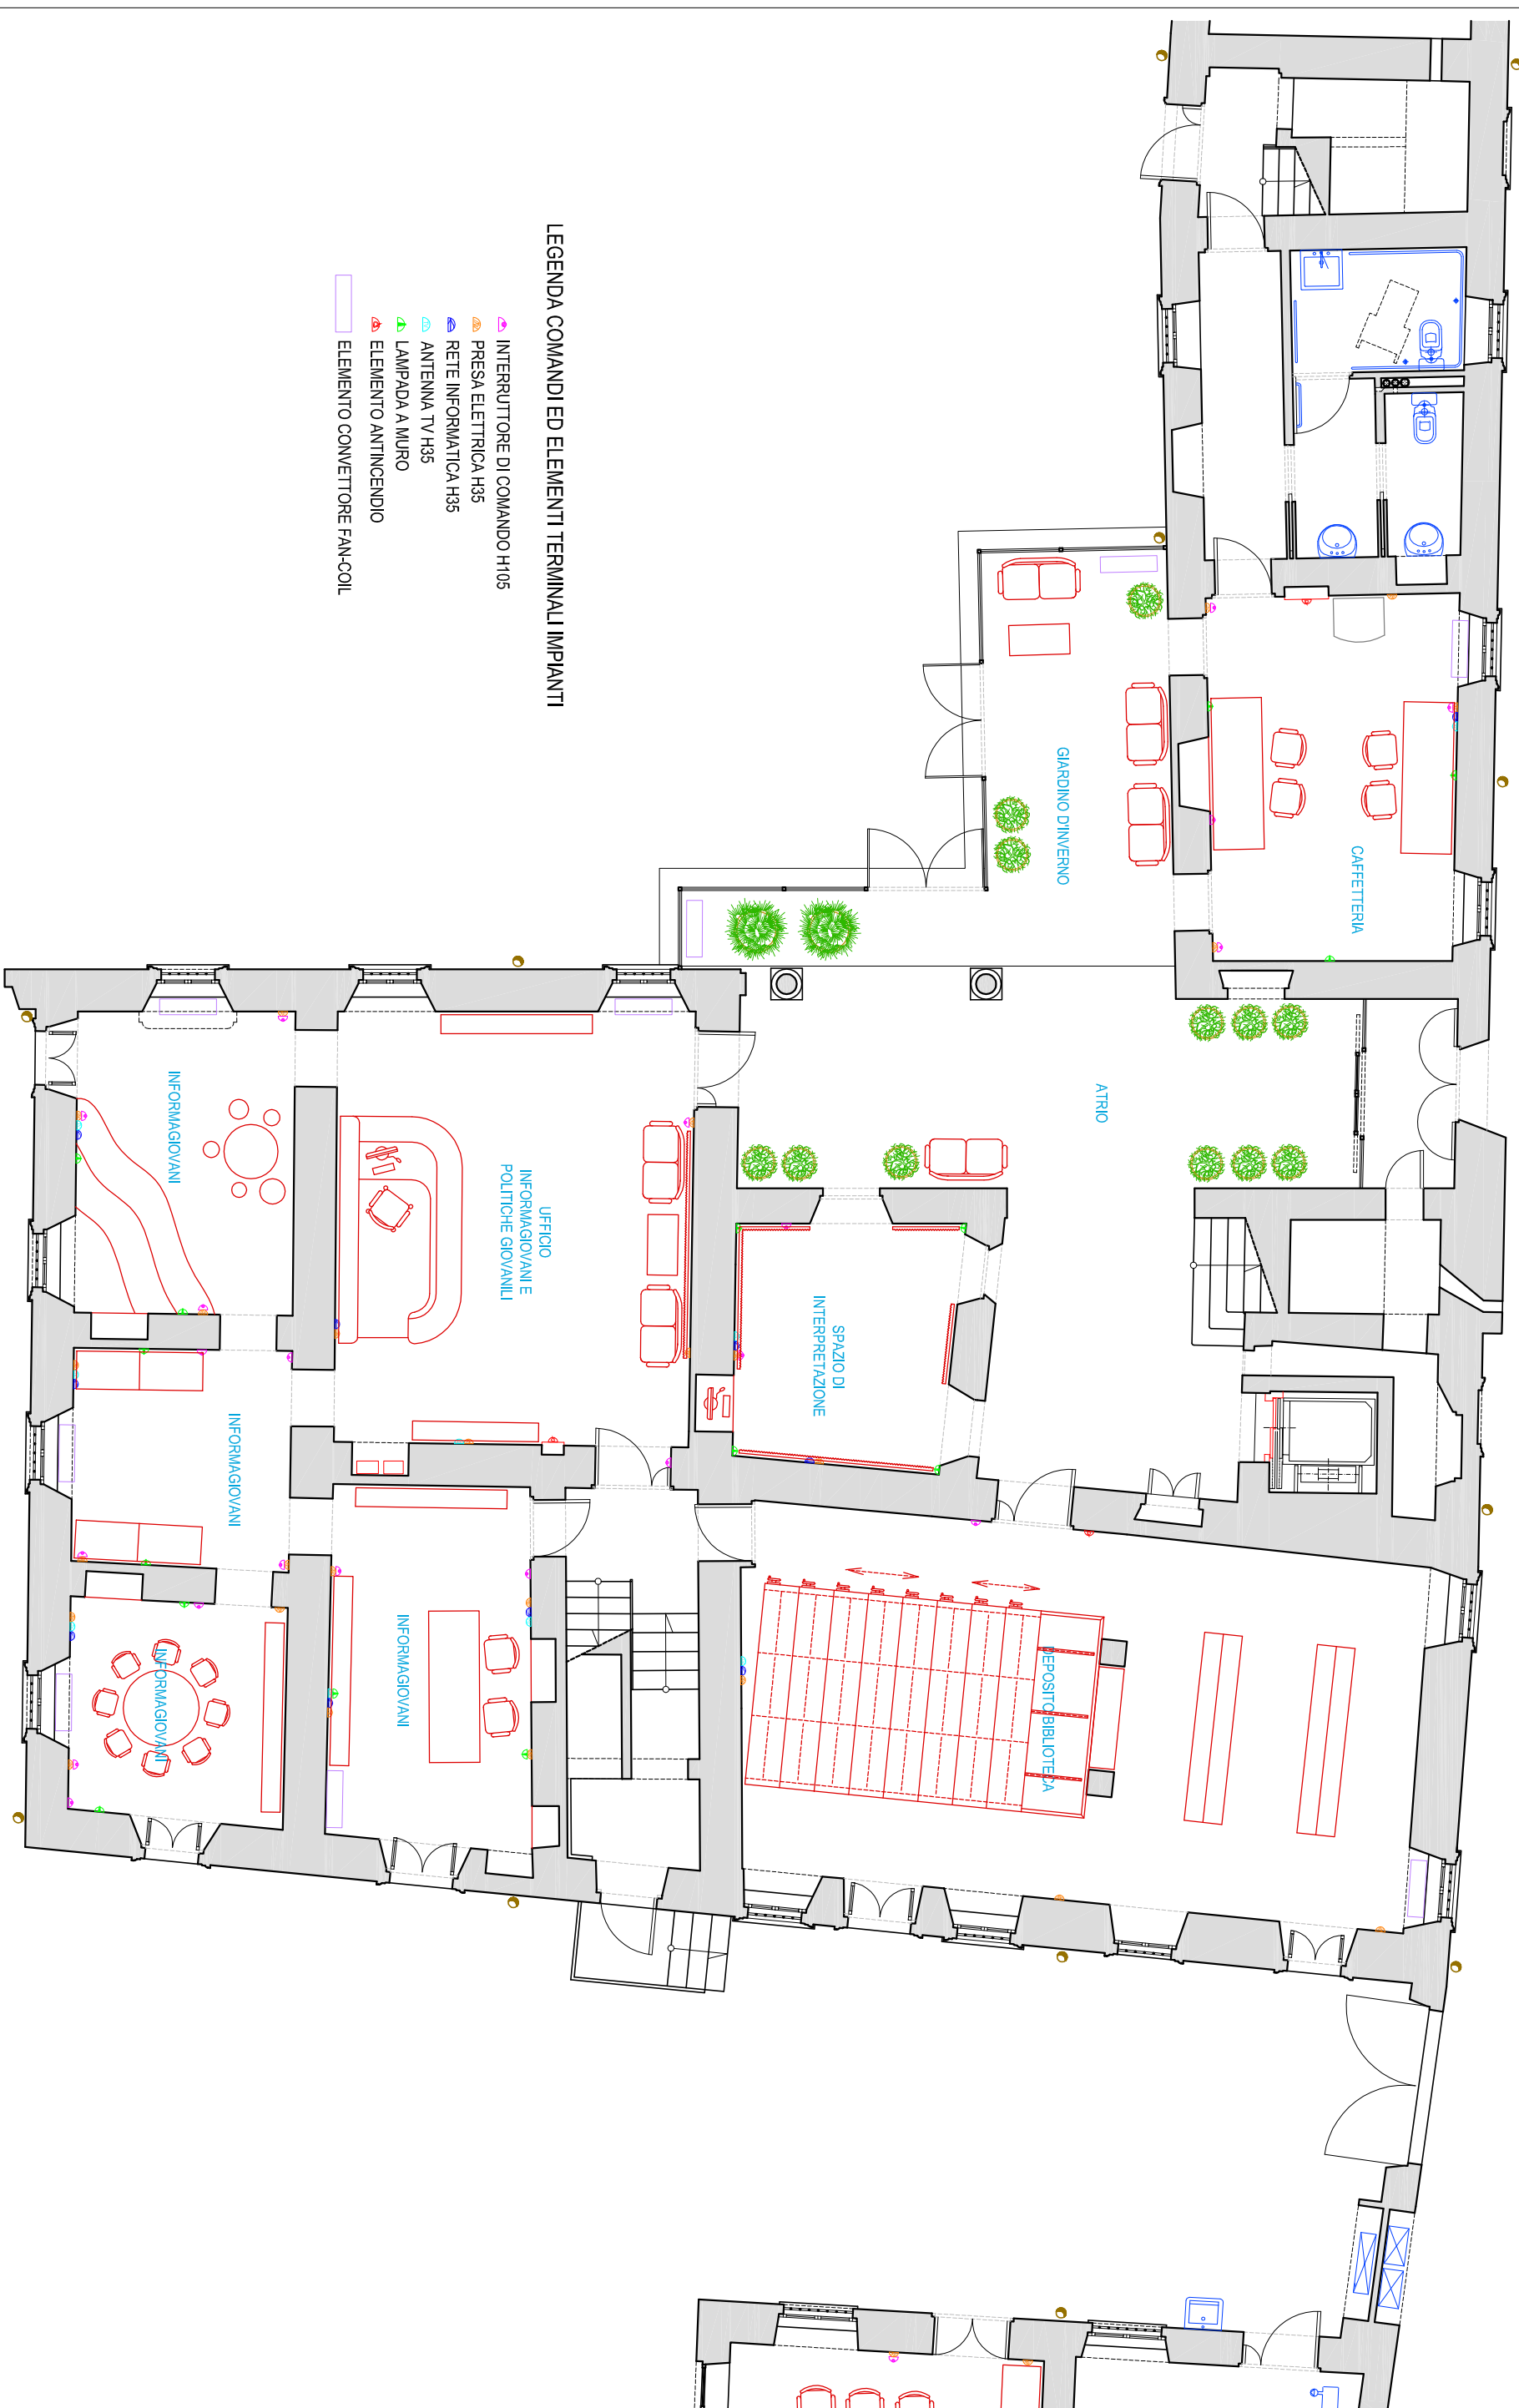 LEGENDA COMANDI ED ELEMENTI TERMINALI IMPIANTI
INTERRUTTORE DI COMANDO H105
PRESA ELETTRICA H35
RETE INFORMATICA H35
ANTENNA TV H35
LAMPADA A MURO
ELEMENTO ANTINCENDIO
ELEMENTO CONVETTORE FAN-COIL
CAFFETTERIA
GIARDINO D'INVERNO
ATRIO
SPAZIO DI
INTERPRETAZIONE
UFFICIO
INFORMAGIOVANI E
POLITICHE GIOVANILI
INFORMAGIOVANI
INFORMAGIOVANI
INFORMAGIOVANI
INFORMAGIOVANI
DEPOSITO BIBLIOTECA